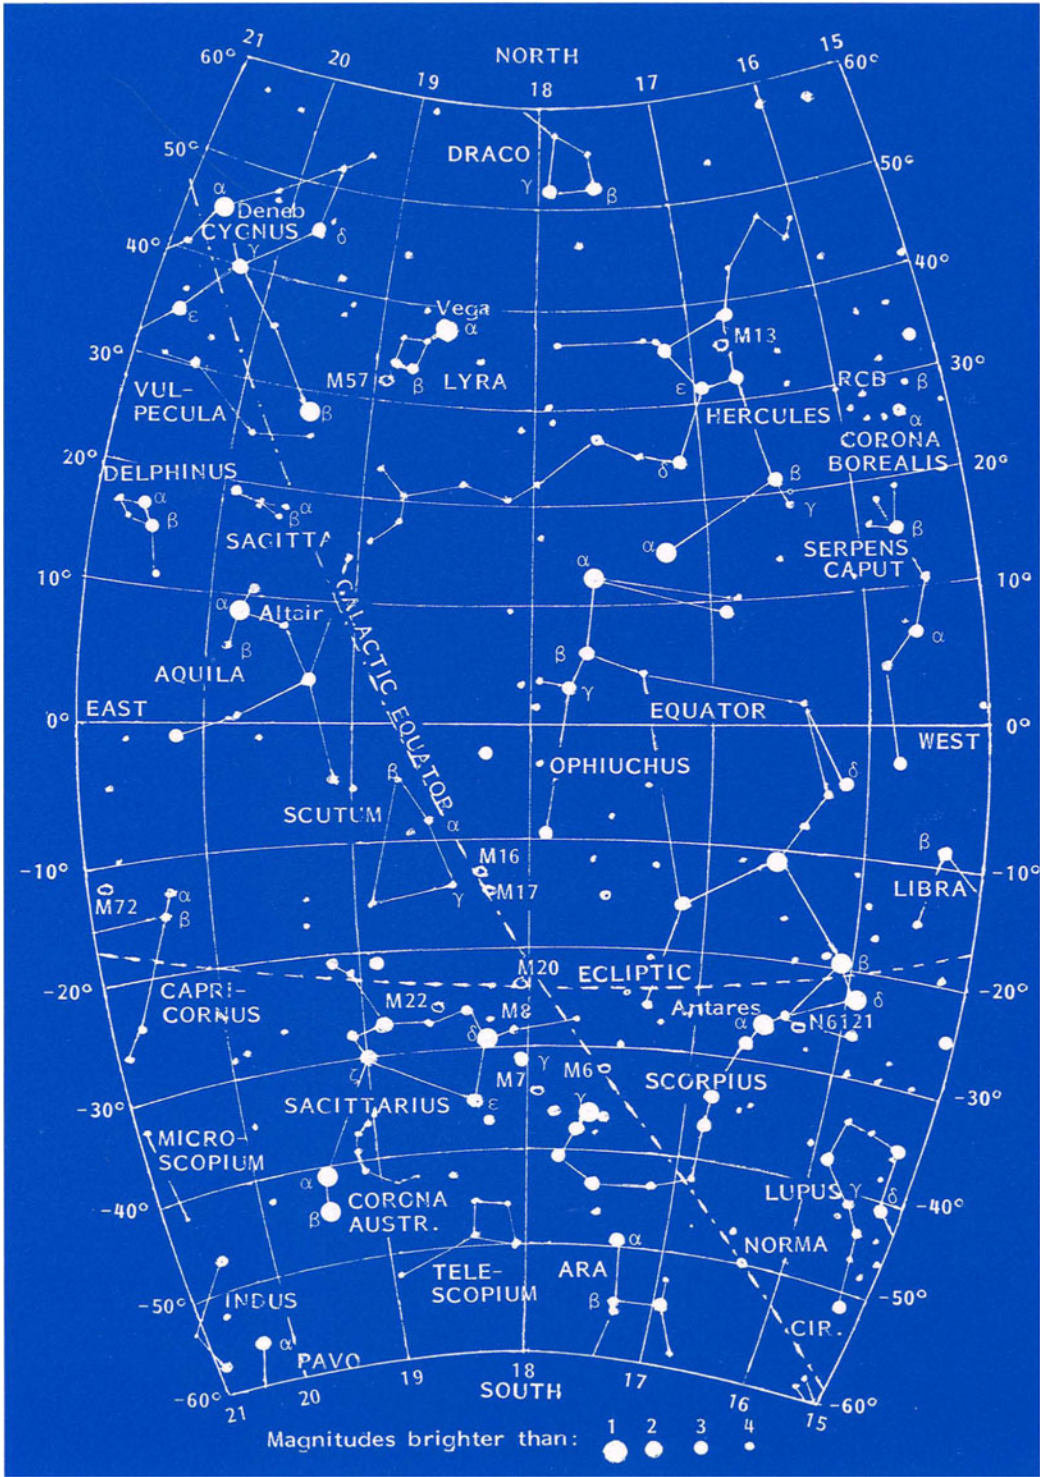 21 20 19 NORTH 18 17 16 15
60° 60°
50° DRACO 50°
γ β
α
Deneb
CYGNUS δ
40° γ 40°
ε Vega
α
M13
30° 30°
M57 β LYRA
RCB β
VUL-
PECULA β
ε HERCULES α
CORONA
BOREALIS
20° 20°
DELPHINUS δ β
α α γ
β β β
SAGITTA SERPENS
CAPUT
α α
10° 10°
α Altair
GALACTIC EQUATOR
β β α
AQUILA γ
EAST EQUATOR
0° 0°
WEST
OPHIUCHUS
β δ
SCUTUM α
M16 β
-10° -10°
M17
γ LIBRA
M72 α
β
M20 ECLIPTIC β
-20° -20°
CAPRI-
CORNUS M22 M8 Antares δ
δ α N6121
γ M6
ζ M7 SCORPIUS
SACITTARIUS ε γ
-30° -30°
MICRO-
SCOPIUM
α LUPUS γ δ
CORONA
AUSTR.
β
-40° -40°
α NORMA
TELE-
SCOPIUM ARA
INDUS β
-50° -50°
CIR.
α
PAVO
-60° -60°
21 20 19 18 17 16 15
SOUTH
Magnitudes brighter than: 1 2 3 4